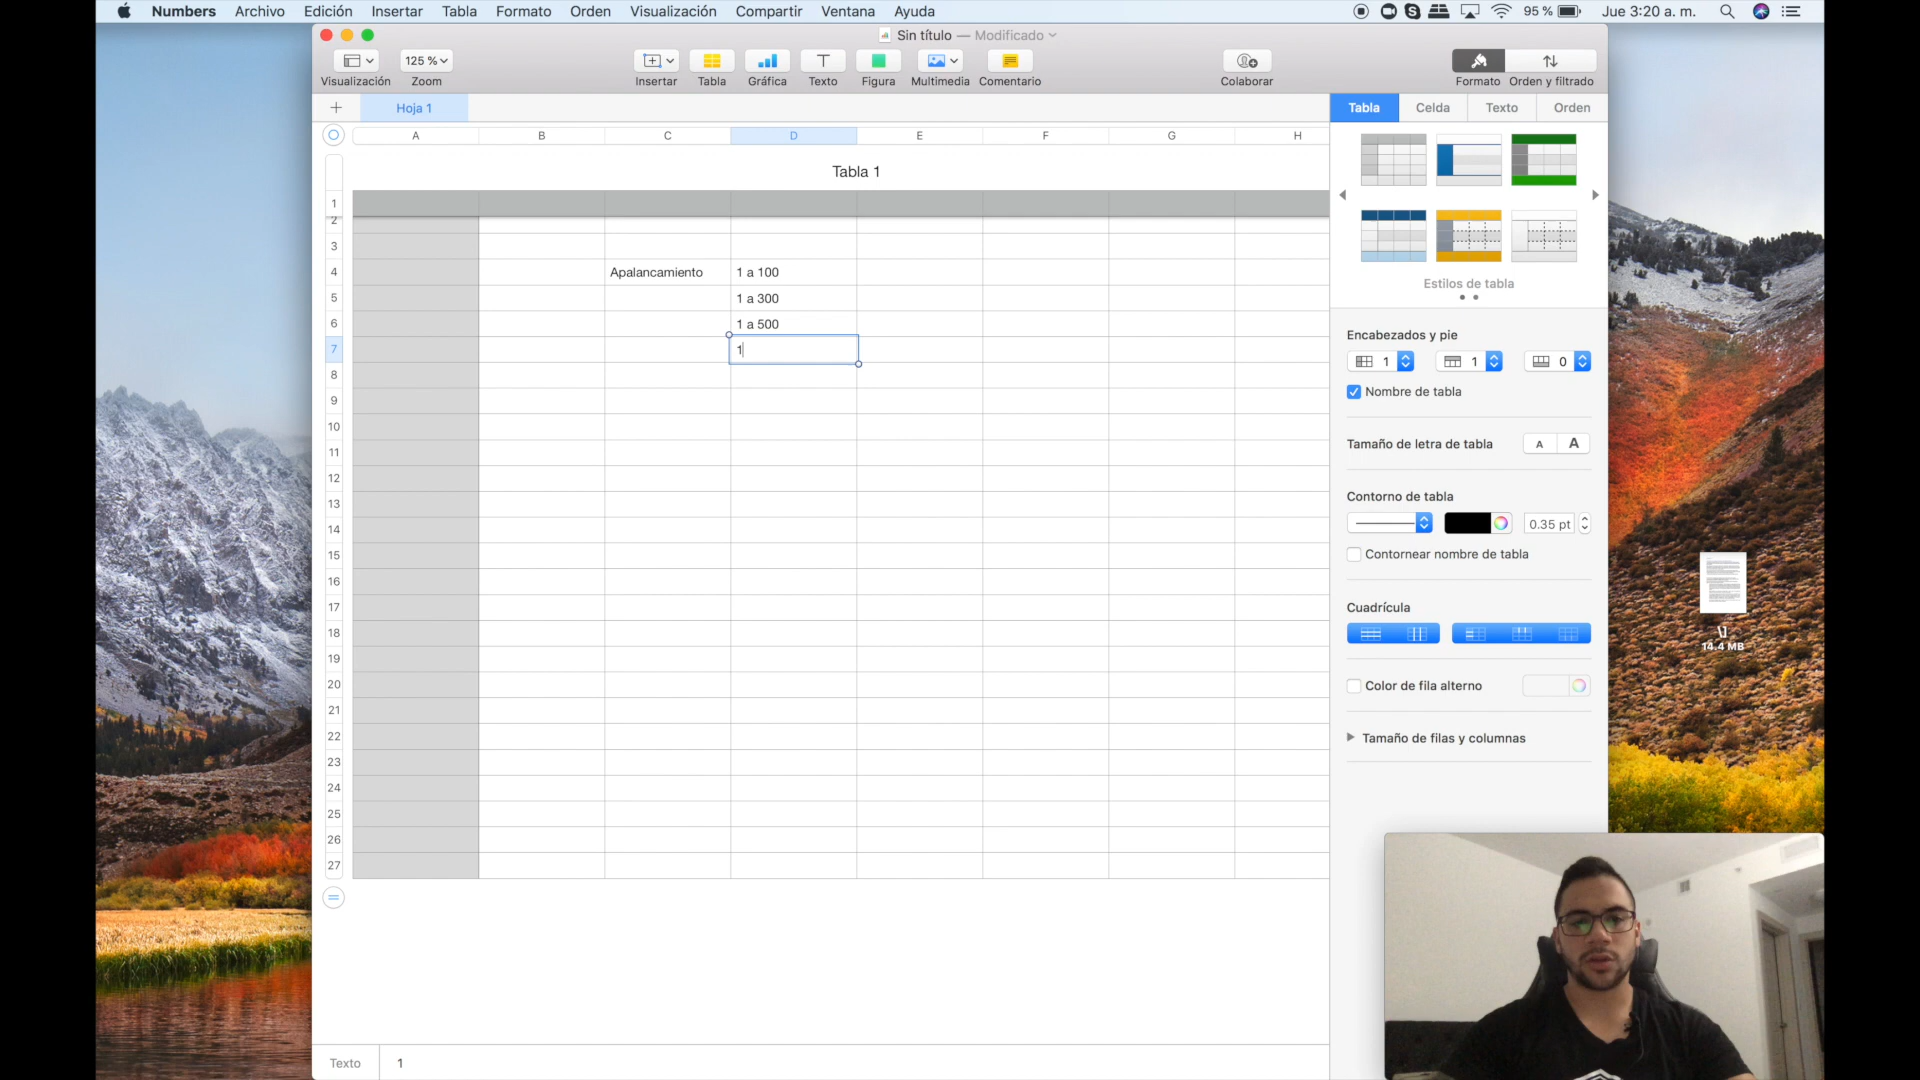 Numbers Archivo Edición Insertar Tabla Formato Orden Visualización Compartir Ventana Ayuda 95 % Jue 3:20 a. m.
Sin título — Modificado
125 %
Visualización Zoom Insertar Tabla Gráfica Texto Figura Multimedia Comentario Colaborar Formato Orden y filtrado
Hoja 1
Tabla Celda Texto Orden
A B C D E F G H
Tabla 1
1
2
3
4 Apalancamiento 1 a 100
5 1 a 300
6 1 a 500
7 1
8
9
10
11
12
13
14
15
16
17
18
19
20
21
22
23
24
25
26
27
Estilos de tabla
Encabezados y pie
1 1 0
Nombre de tabla
Tamaño de letra de tabla A A
Contorno de tabla
0.35 pt
Contornear nombre de tabla
Cuadrícula
Color de fila alterno
Tamaño de filas y columnas
14.4 MB
Texto 1